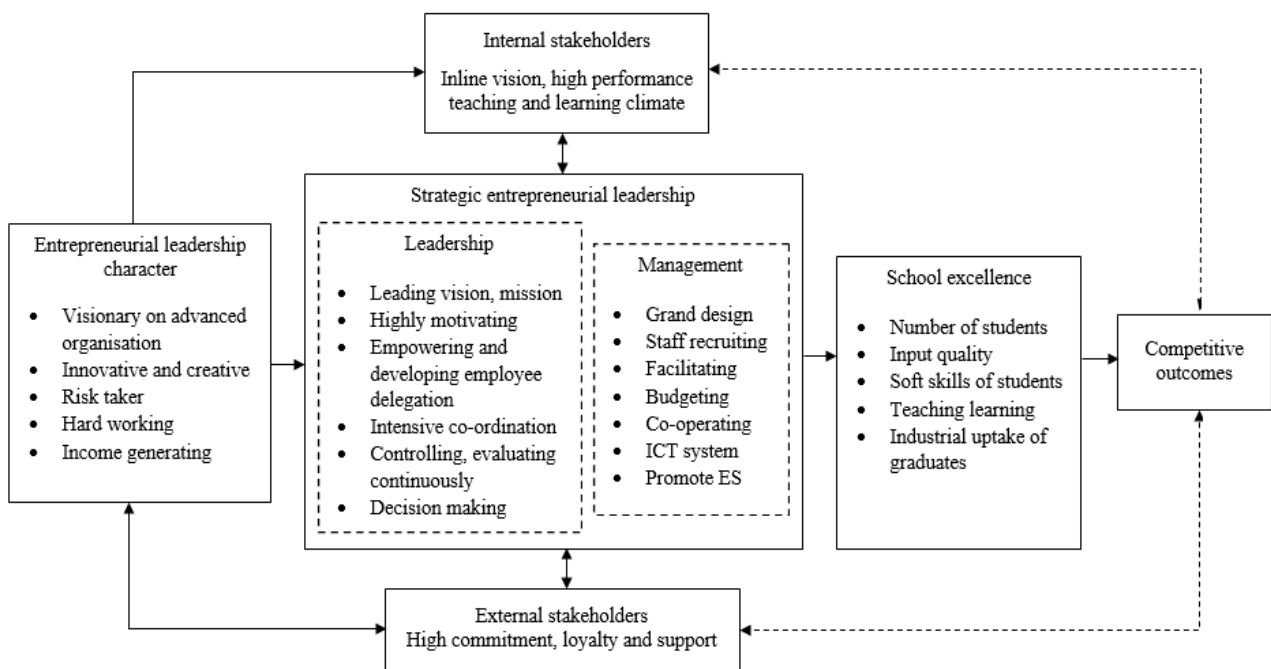 Internal stakeholders
Inline vision, high performance
teaching and learning climate
Strategic entrepreneurial leadership
Entrepreneurial leadership
character
• Visionary on advanced
organisation
• Innovative and creative
• Risk taker
• Hard working
• Income generating
Leadership
• Leading vision, mission
• Highly motivating
• Empowering and
developing employee
delegation
• Intensive co-ordination
• Controlling, evaluating
continuously
• Decision making
Management
• Grand design
• Staff recruiting
• Facilitating
• Budgeting
• Co-operating
• ICT system
• Promote ES
School excellence
• Number of students
• Input quality
• Soft skills of students
• Teaching learning
• Industrial uptake of
graduates
Competitive
outcomes
External stakeholders
High commitment, loyalty and support